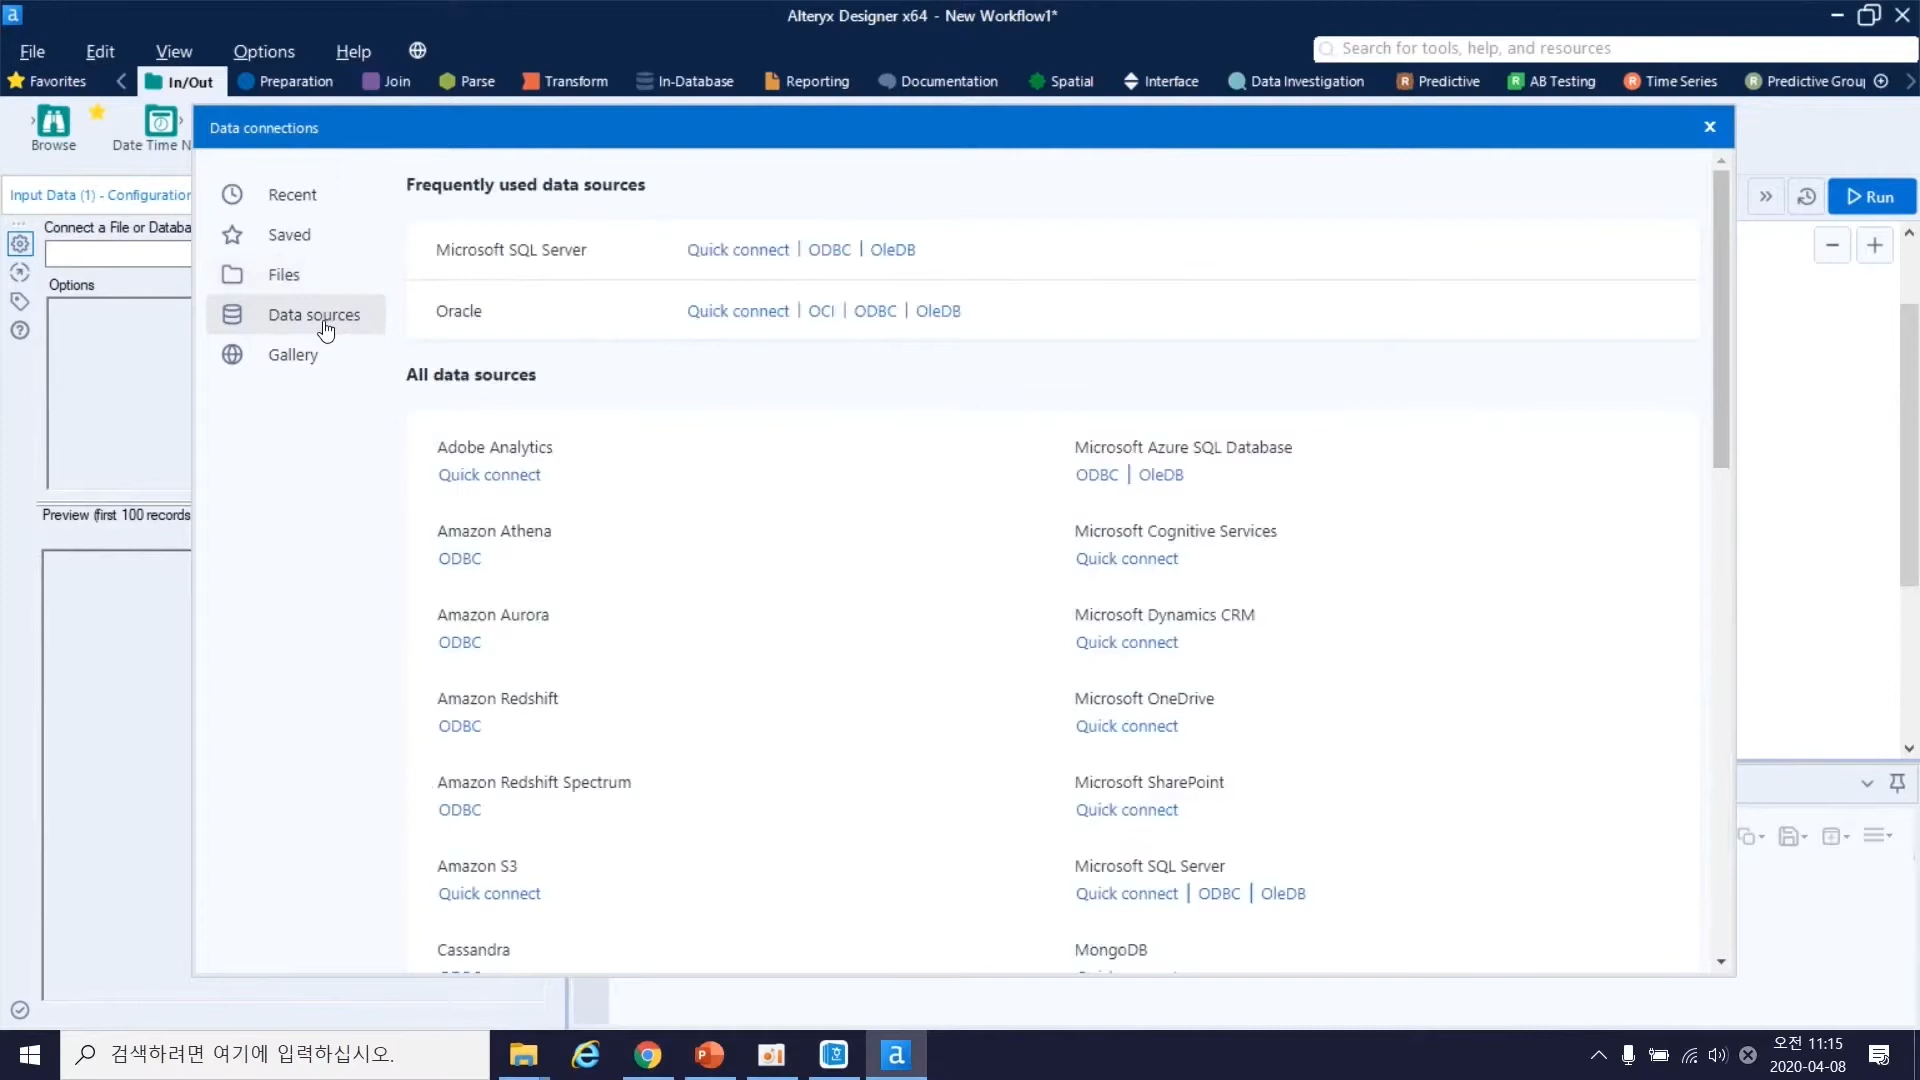 Alteryx Designer x64 - New Workflow1*
File Edit View Options Help
Search for tools, help, and resources
Favorites In/Out Preparation Join Parse Transform In-Database Reporting Documentation Spatial Interface Data Investigation Predictive AB Testing Time Series Predictive Group
Browse Date Time N
Data connections
Input Data (1) - Configuration
Connect a File or Databa
Options
Preview (first 100 records
Run
Recent
Saved
Files
Data sources
Gallery
Frequently used data sources
Microsoft SQL Server Quick connect | ODBC | OleDB
Oracle Quick connect | OCI | ODBC | OleDB
All data sources
Adobe Analytics
Quick connect
Amazon Athena
ODBC
Amazon Aurora
ODBC
Amazon Redshift
ODBC
Amazon Redshift Spectrum
ODBC
Amazon S3
Quick connect
Cassandra
Microsoft Azure SQL Database
ODBC | OleDB
Microsoft Cognitive Services
Quick connect
Microsoft Dynamics CRM
Quick connect
Microsoft OneDrive
Quick connect
Microsoft SharePoint
Quick connect
Microsoft SQL Server
Quick connect | ODBC | OleDB
MongoDB
검색하려면 여기에 입력하십시오.
오전 11:15
2020-04-08